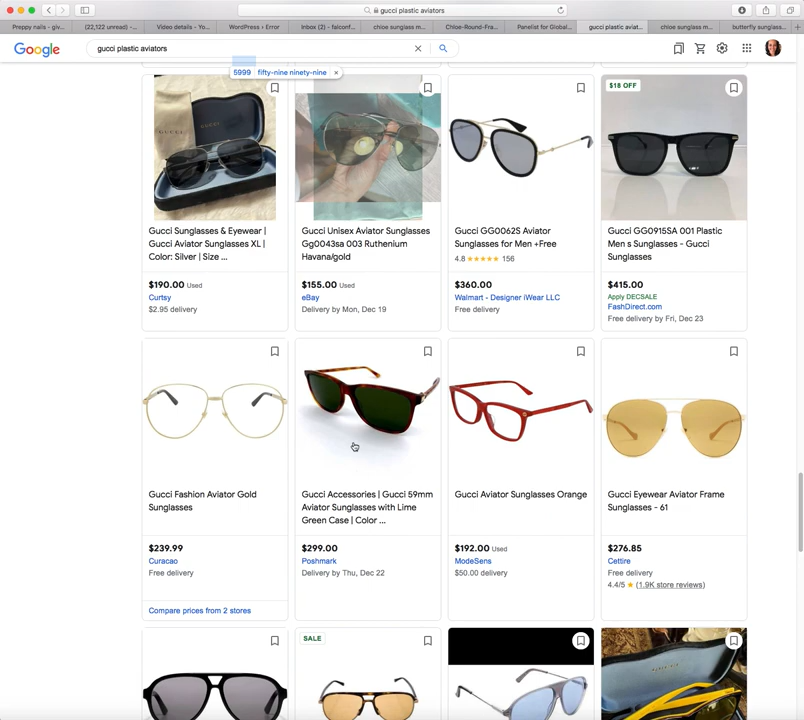 gucci plastic aviators
Preppy nails - giv...
(22,122 unread) - ...
Video details - Yo...
WordPress › Error
Inbox (5) - falconf...
chloe sunglass m...
Chloe-Round-Fra...
Panelist for Global...
gucci plastic aviat...
chloe sunglass m...
butterfly sunglass...
Google
gucci plastic aviators
5999 fifty-nine ninety-nine ×
GUCCI
$18 OFF
Gucci Sunglasses & Eyewear |
Gucci Aviator Sunglasses XL |
Color: Silver | Size ...
$190.00 Used
Curtsy
$2.95 delivery
Gucci Unisex Aviator Sunglasses
Gg0043sa 003 Ruthenium
Havana/gold
$155.00 Used
eBay
Delivery by Mon, Dec 19
Gucci GG0062S Aviator
Sunglasses for Men +Free
4.8 ★★★★★ 156
$360.00
Walmart - Designer iWear LLC
Free delivery
Gucci GG0915SA 001 Plastic
Men s Sunglasses - Gucci
Sunglasses
$415.00
Apply DECSALE
FashDirect.com
Free delivery by Fri, Dec 23
Gucci Fashion Aviator Gold
Sunglasses
$239.99
Curacao
Free delivery
Compare prices from 2 stores
Gucci Accessories | Gucci 59mm
Aviator Sunglasses with Lime
Green Case | Color ...
$299.00
Poshmark
Delivery by Thu, Dec 22
Gucci Aviator Sunglasses Orange
$192.00 Used
ModeSens
$50.00 delivery
Gucci Eyewear Aviator Frame
Sunglasses - 61
$276.85
Cettire
Free delivery
4.4/5 ★ (1.9K store reviews)
SALE